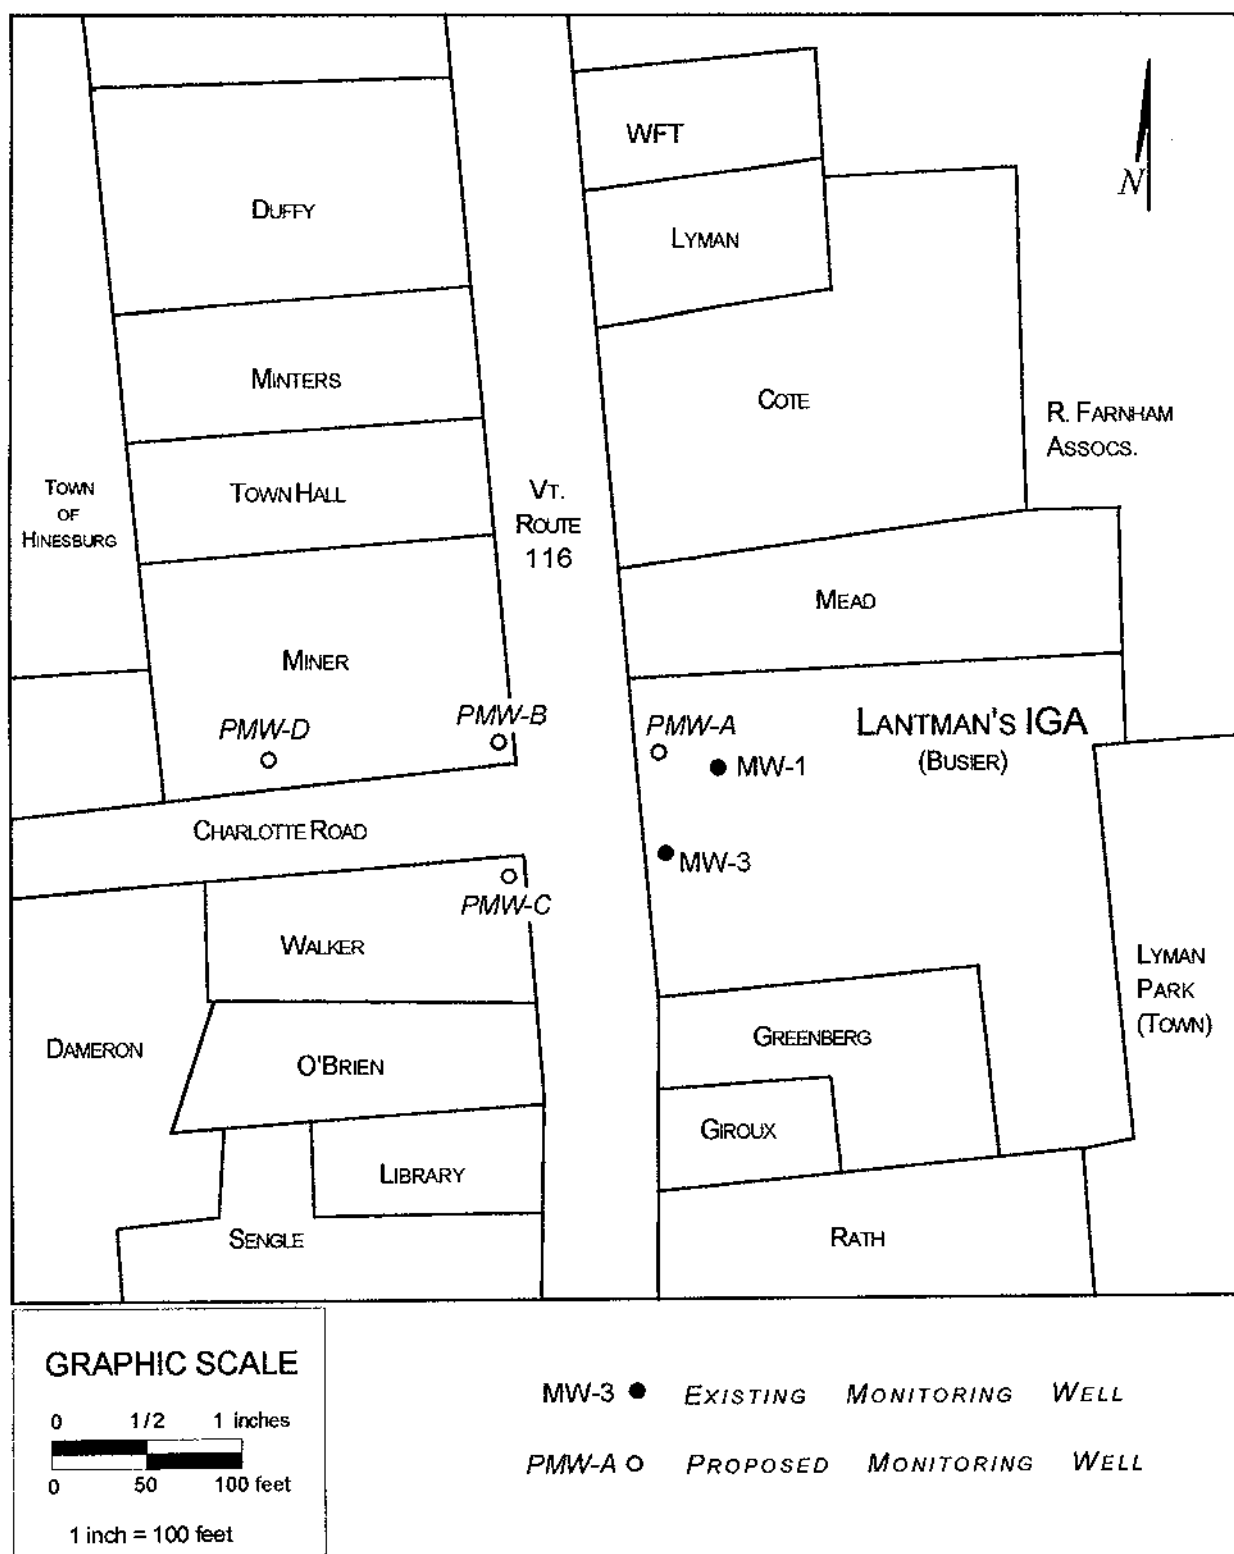 WFT
DUFFY
LYMAN
N
MINTERS
COTE
R. FARNHAM
ASSOCS.
TOWN
OF
HINESBURG
TOWN HALL
VT.
ROUTE
116
MEAD
MINER
PMW-D
PMW-B
PMW-A
MW-1
LANTMAN'S IGA
(BUSIER)
CHARLOTTE ROAD
MW-3
PMW-C
WALKER
LYMAN
PARK
(TOWN)
DAMERON
O'BRIEN
GREENBERG
GIROUX
LIBRARY
SENGLE
RATH
GRAPHIC SCALE
0 1/2 1 inches
0 50 100 feet
1 inch = 100 feet
MW-3 EXISTING MONITORING WELL
PMW-A PROPOSED MONITORING WELL